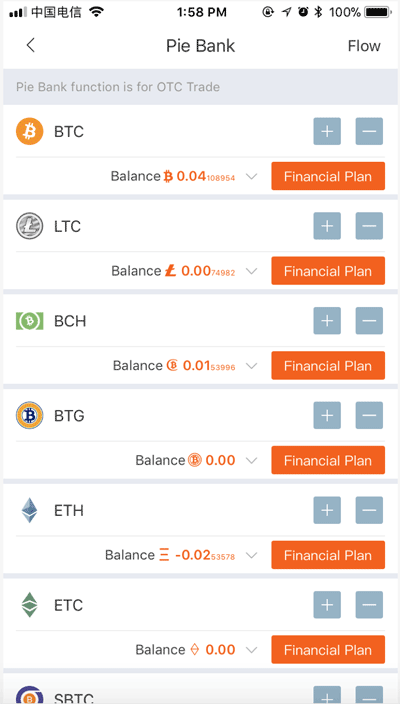 中国电信 1:58 PM 100%
Pie Bank Flow
Pie Bank function is for OTC Trade
BTC
Balance 0.04108954 Financial Plan
LTC
Balance 0.0074982 Financial Plan
BCH
Balance 0.0153996 Financial Plan
BTG
Balance 0.00 Financial Plan
ETH
Balance Ξ -0.0253578 Financial Plan
ETC
Balance 0.00 Financial Plan
SBTC